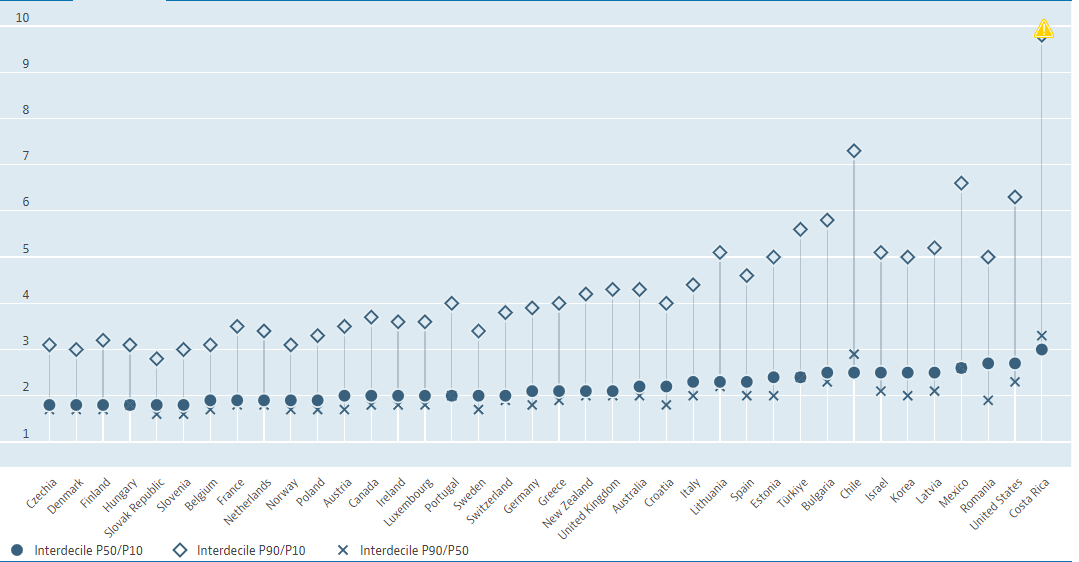 10
9
8
7
6
5
4
3
2
1
Czechia
Denmark
Finland
Hungary
Slovak Republic
Slovenia
Belgium
France
Netherlands
Norway
Poland
Austria
Canada
Ireland
Luxembourg
Portugal
Sweden
Switzerland
Germany
Greece
New Zealand
United Kingdom
Australia
Croatia
Italy
Lithuania
Spain
Estonia
Türkiye
Bulgaria
Chile
Israel
Korea
Latvia
Mexico
Romania
United States
Costa Rica
Interdecile P50/P10 Interdecile P90/P10 Interdecile P90/P50